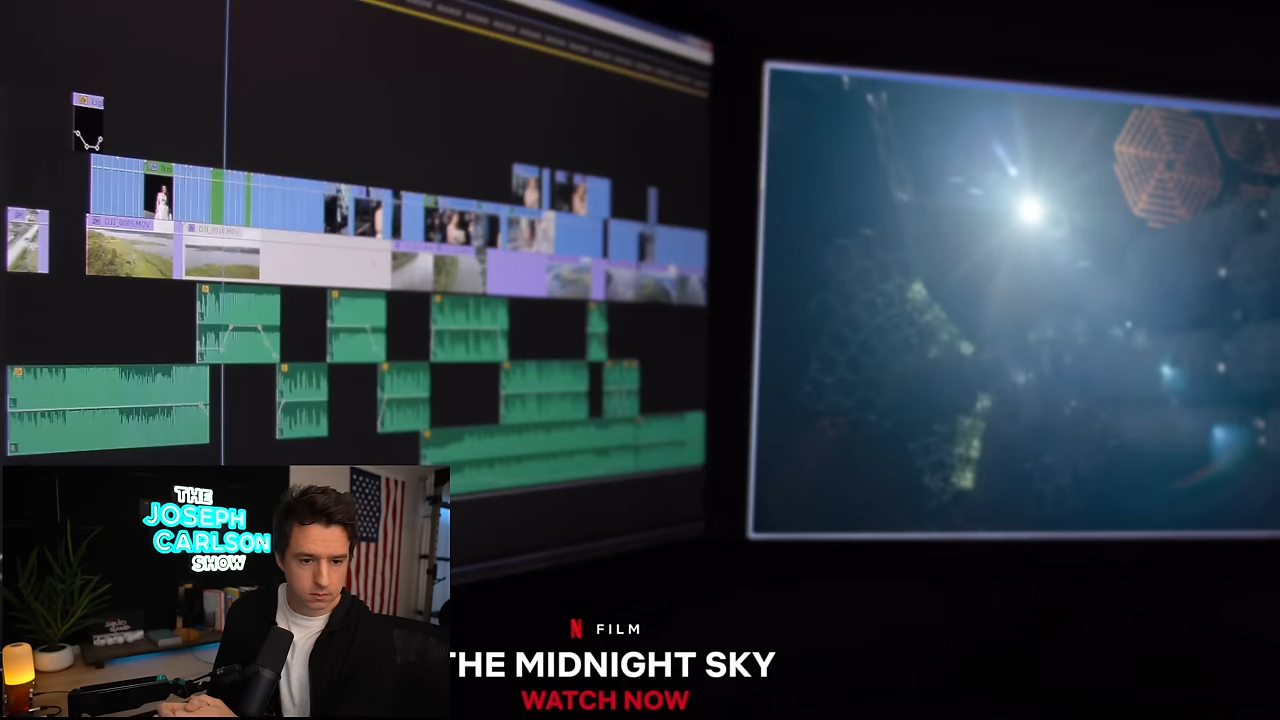 THE
JOSEPH
CARLSON
SHOW
N FILM
THE MIDNIGHT SKY
WATCH NOW